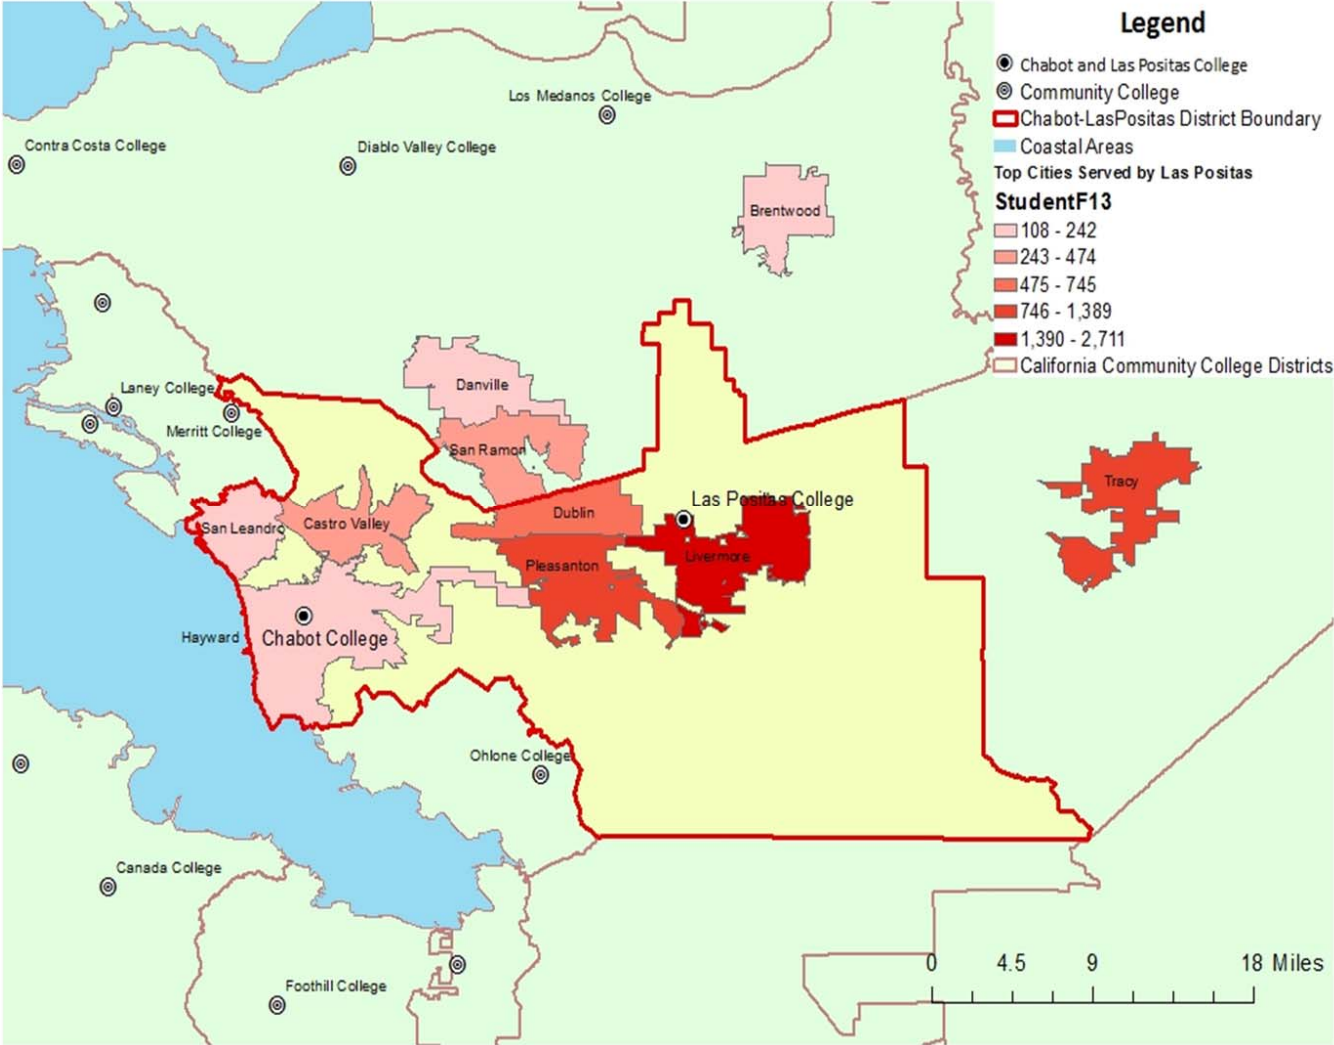 Legend
Chabot and Las Positas College
Community College
Chabot-LasPositas District Boundary
Coastal Areas
Top Cities Served by Las Positas
StudentF13
108 - 242
243 - 474
475 - 745
746 - 1,389
1,390 - 2,711
California Community College Districts
Los Medanos College
Contra Costa College
Diablo Valley College
Brentwood
Laney College
Merritt College
Danville
San Ramon
Tracy
Las Positas College
San Leandro
Castro Valley
Dublin
Livermore
Pleasanton
Hayward
Chabot College
Ohlone College
Canada College
Foothill College
0 4.5 9 18 Miles